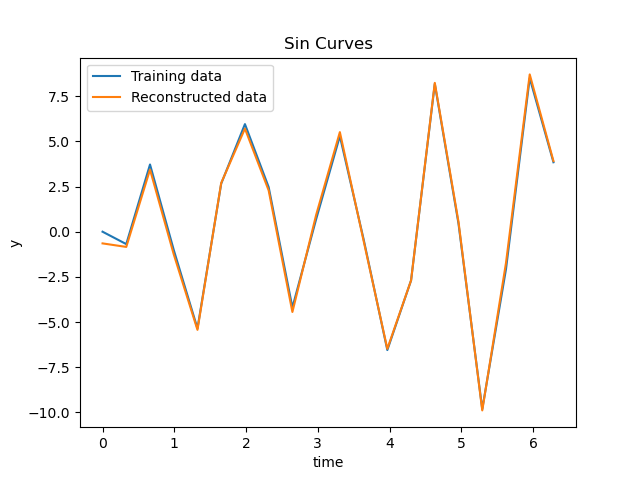 Sin Curves
Training data
Reconstructed data
7.5
5.0
2.5
0.0
−2.5
−5.0
−7.5
−10.0
y
0 1 2 3 4 5 6
time